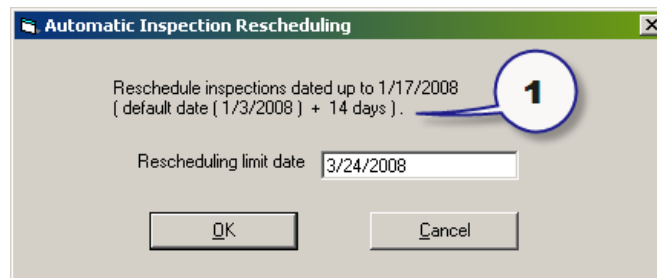 Automatic Inspection Rescheduling
Reschedule inspections dated up to 1/17/2008
( default date ( 1/3/2008 ) + 14 days ) .
1
Rescheduling limit date 3/24/2008
OK Cancel